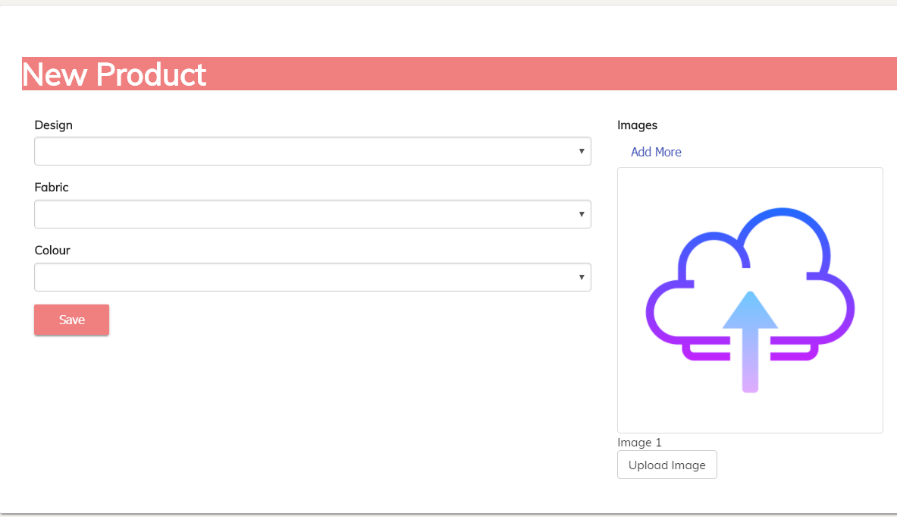 New Product
Design
Fabric
Colour
Save
Images
Add More
Image 1
Upload Image